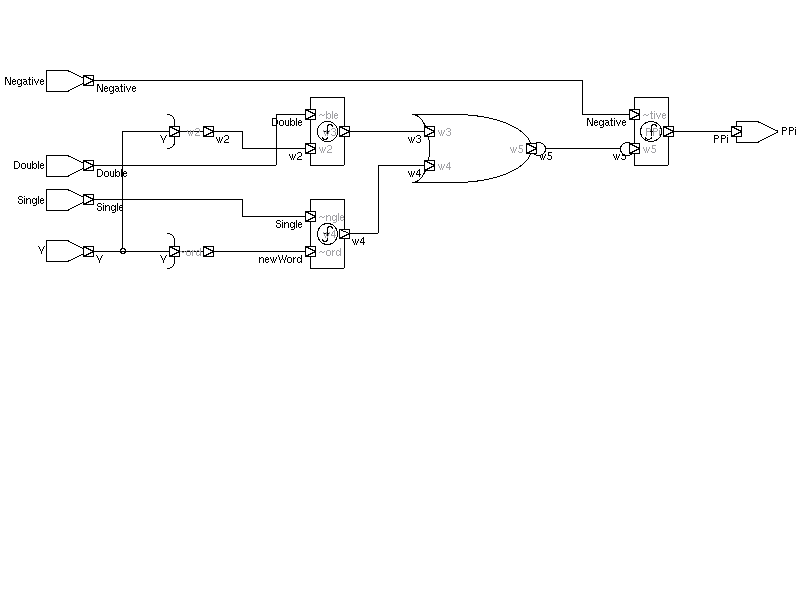 Negative
Negative
~ble
Double
Negative
~tive
Y
w2
w2
w3
w3
w4
w5
w5
w5
w5
PPi
PPi
w2
w2
Double
Double
w4
Single
Single
~ngle
Single
w4
Y
Y
Y
~ord
newWord
~ord